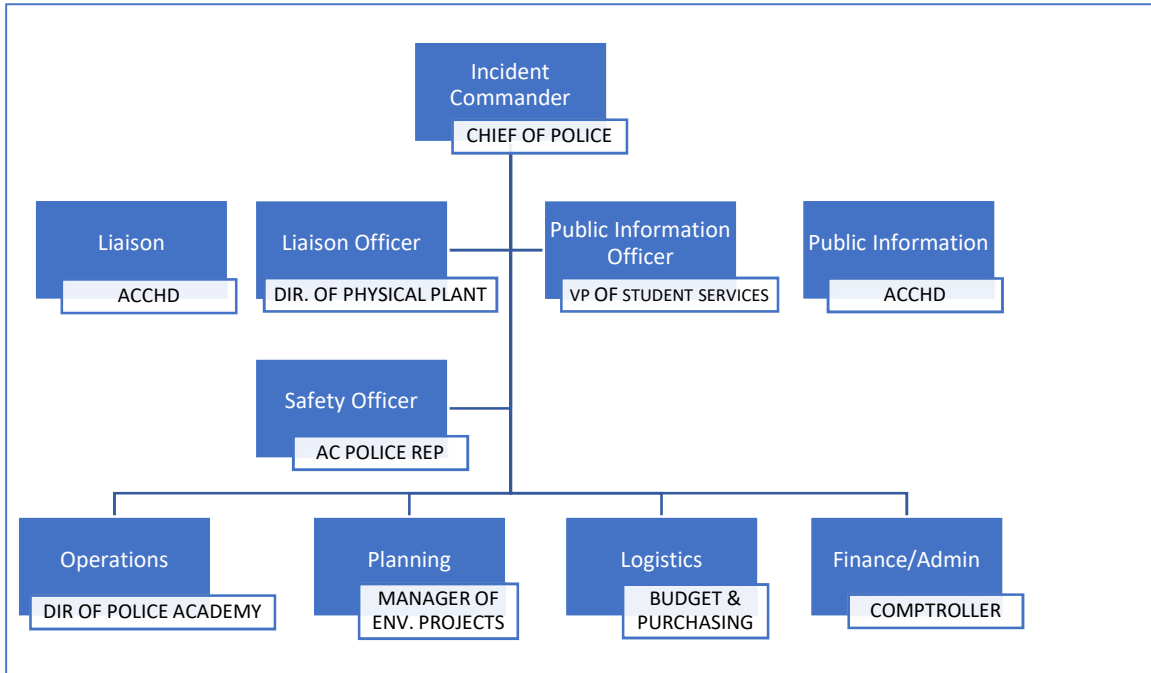 Incident
Commander
CHIEF OF POLICE
Liaison
ACCHD
Liaison Officer
DIR. OF PHYSICAL PLANT
Public Information
Officer
VP OF STUDENT SERVICES
Public Information
ACCHD
Safety Officer
AC POLICE REP
Operations
DIR OF POLICE ACADEMY
Planning
MANAGER OF
ENV. PROJECTS
Logistics
BUDGET &
PURCHASING
Finance/Admin
COMPTROLLER